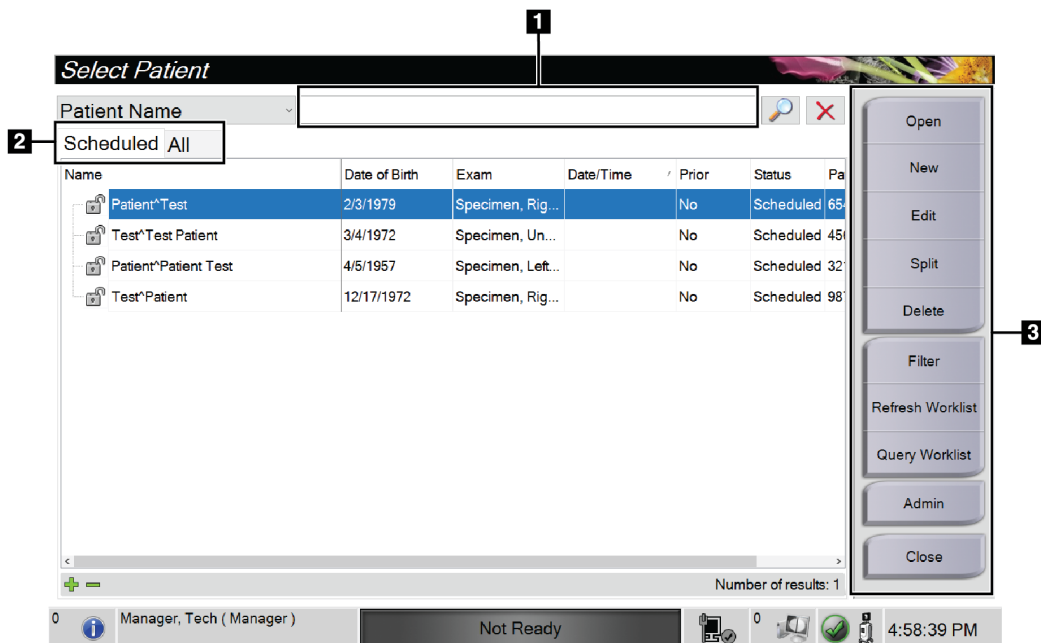 1
Select Patient
Patient Name
2
Scheduled All
Name Date of Birth Exam Date/Time Prior Status Pa
Patient^Test 2/3/1979 Specimen, Rig... No Scheduled 654
Test^Test Patient 3/4/1972 Specimen, Un... No Scheduled 456
Patient^Patient Test 4/5/1957 Specimen, Left... No Scheduled 321
Test^Patient 12/17/1972 Specimen, Rig... No Scheduled 987
Number of results: 1
Open
New
Edit
Split
Delete
3
Filter
Refresh Worklist
Query Worklist
Admin
Close
0 Manager, Tech ( Manager ) Not Ready 0 4:58:39 PM